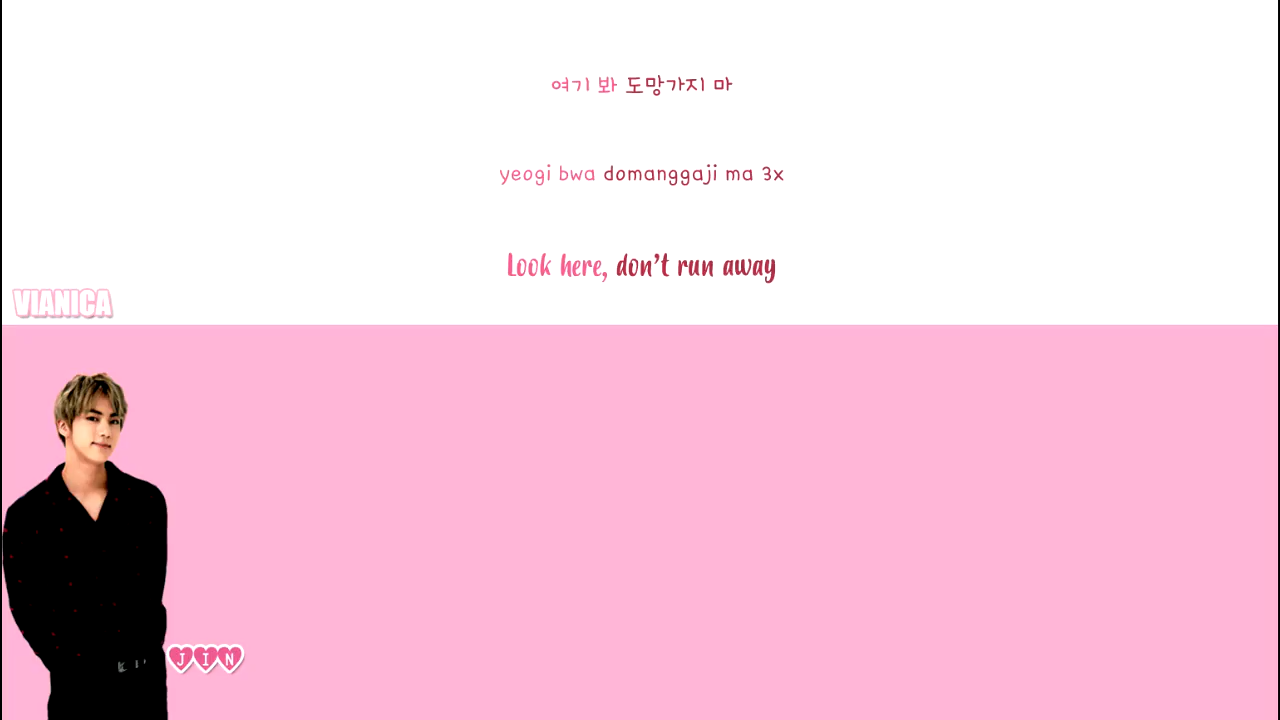 여기 봐 도망가지 마
yeogi bwa domanggaji ma 3x
Look here, don't run away
VIANICA
JIN